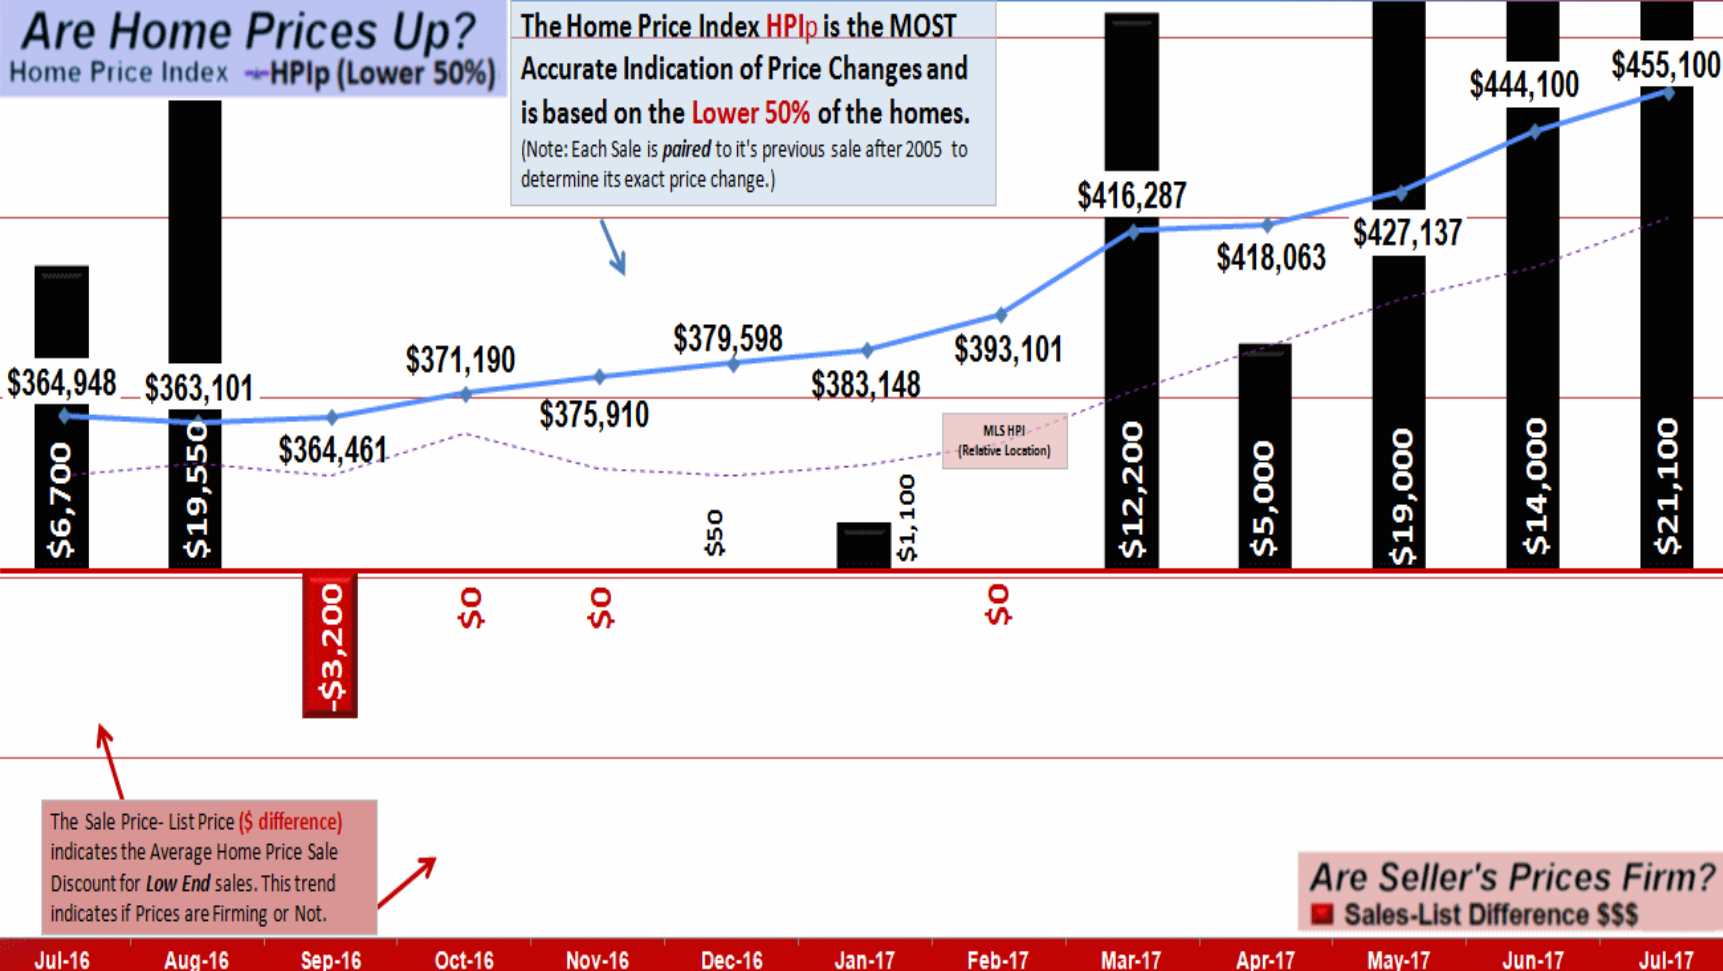 Are Home Prices Up?
Home Price Index HPIp (Lower 50%)
The Home Price Index HPIp is the MOST
Accurate Indication of Price Changes and
is based on the Lower 50% of the homes.
(Note: Each Sale is paired to it's previous sale after 2005 to
determine its exact price change.)
$364,948
$363,101
$364,461
$371,190
$375,910
$379,598
$383,148
$393,101
$416,287
$418,063
$427,137
$444,100
$455,100
MLS HPI
(Relative Location)
$6,700
$19,550
-$3,200
$0
$0
$50
$1,100
$0
$12,200
$5,000
$19,000
$14,000
$21,100
The Sale Price- List Price ($ difference)
indicates the Average Home Price Sale
Discount for Low End sales. This trend
indicates if Prices are Firming or Not.
Are Seller's Prices Firm?
Sales-List Difference $$$
Jul-16 Aug-16 Sep-16 Oct-16 Nov-16 Dec-16 Jan-17 Feb-17 Mar-17 Apr-17 May-17 Jun-17 Jul-17